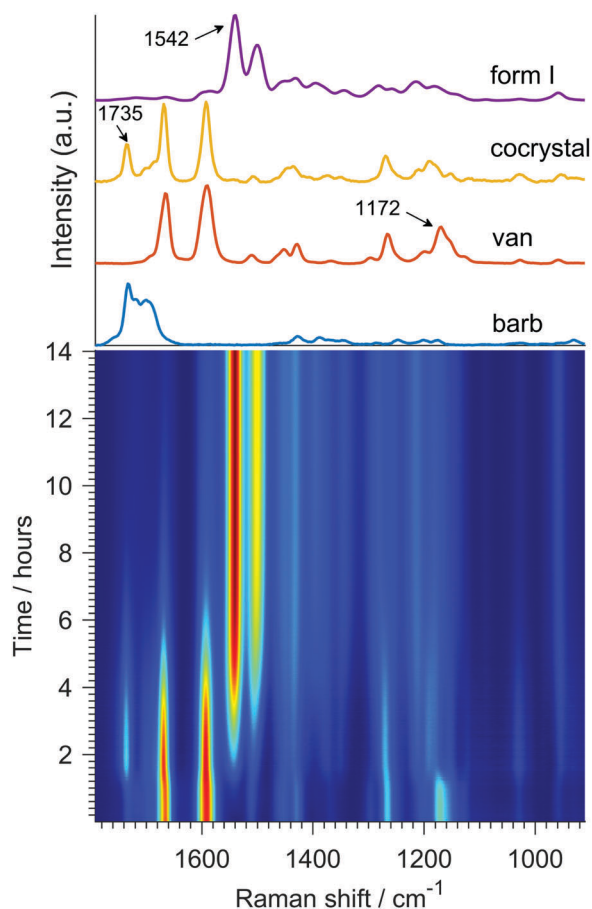 1542
form I
1735
cocrystal
Intensity (a.u.)
1172
van
barb
14
12
10
8
6
4
2
Time / hours
1600
1400
1200
1000
Raman shift / cm⁻¹